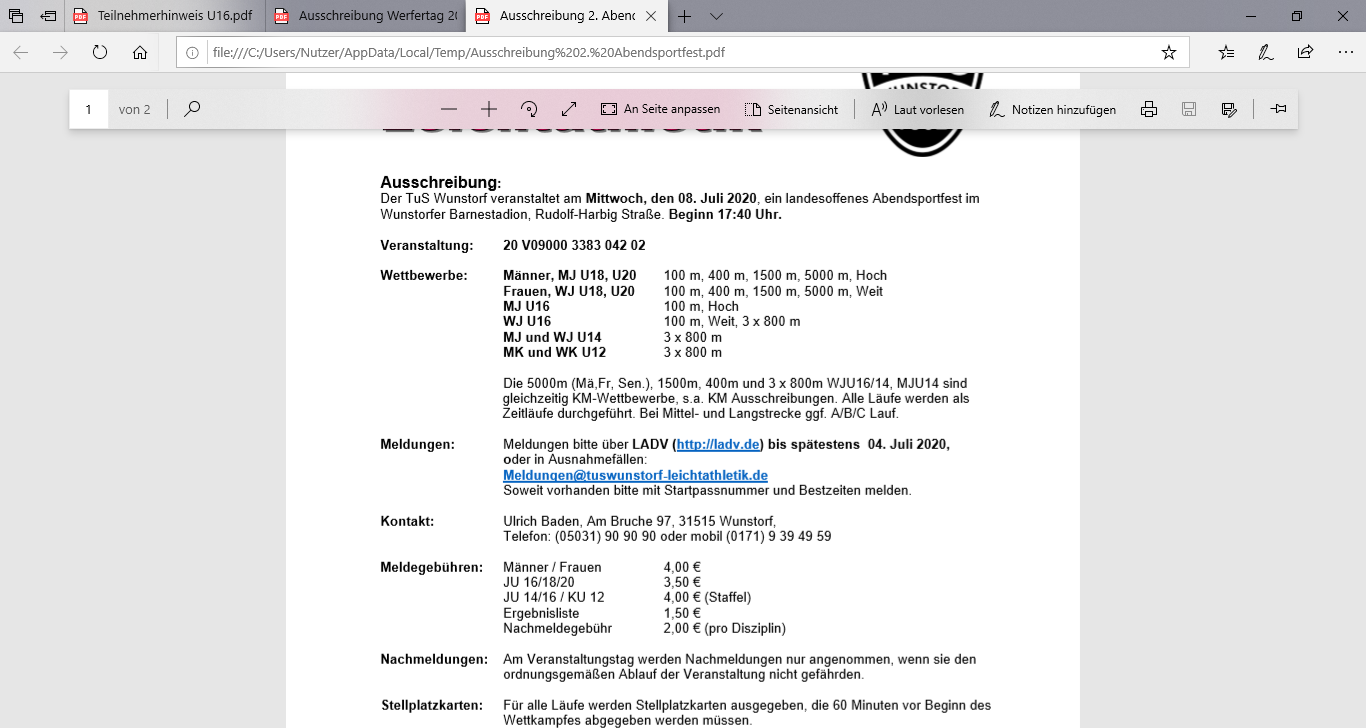 Teilnehmerhinweis U16.pdf
Ausschreibung Werfertag
Ausschreibung 2. Abend
file:///C:/Users/Nutzer/AppData/Local/Temp/Ausschreibung%202.%20Abendsportfest.pdf
1 von 2
An Seite anpassen
Seitenansicht
Laut vorlesen
Notizen hinzufügen
Leichtathletik
WUNSTORF
Ausschreibung:
Der TuS Wunstorf veranstaltet am Mittwoch, den 08. Juli 2020, ein landesoffenes Abendsportfest im
Wunstorfer Barnestadion, Rudolf-Harbig Straße. Beginn 17:40 Uhr.
Veranstaltung: 20 V09000 3383 042 02
Wettbewerbe: Männer, MJ U18, U20 100 m, 400 m, 1500 m, 5000 m, Hoch
Frauen, WJ U18, U20 100 m, 400 m, 1500 m, 5000 m, Weit
MJ U16 100 m, Hoch
WJ U16 100 m, Weit, 3 x 800 m
MJ und WJ U14 3 x 800 m
MK und WK U12 3 x 800 m
Die 5000m (Mä,Fr, Sen.), 1500m, 400m und 3 x 800m WJU16/14, MJU14 sind
gleichzeitig KM-Wettbewerbe, s.a. KM Ausschreibungen. Alle Läufe werden als
Zeitläufe durchgeführt. Bei Mittel- und Langstrecke ggf. A/B/C Lauf.
Meldungen: Meldungen bitte über LADV (http://ladv.de) bis spätestens 04. Juli 2020,
oder in Ausnahmefällen:
Meldungen@tuswunstorf-leichtathletik.de
Soweit vorhanden bitte mit Startpassnummer und Bestzeiten melden.
Kontakt: Ulrich Baden, Am Bruche 97, 31515 Wunstorf,
Telefon: (05031) 90 90 90 oder mobil (0171) 9 39 49 59
Meldegebühren: Männer / Frauen 4,00 €
JU 16/18/20 3,50 €
JU 14/16 / KU 12 4,00 € (Staffel)
Ergebnisliste 1,50 €
Nachmeldegebühr 2,00 € (pro Disziplin)
Nachmeldungen: Am Veranstaltungstag werden Nachmeldungen nur angenommen, wenn sie den
ordnungsgemäßen Ablauf der Veranstaltung nicht gefährden.
Stellplatzkarten: Für alle Läufe werden Stellplatzkarten ausgegeben, die 60 Minuten vor Beginn des
Wettkampfes abgegeben werden müssen.